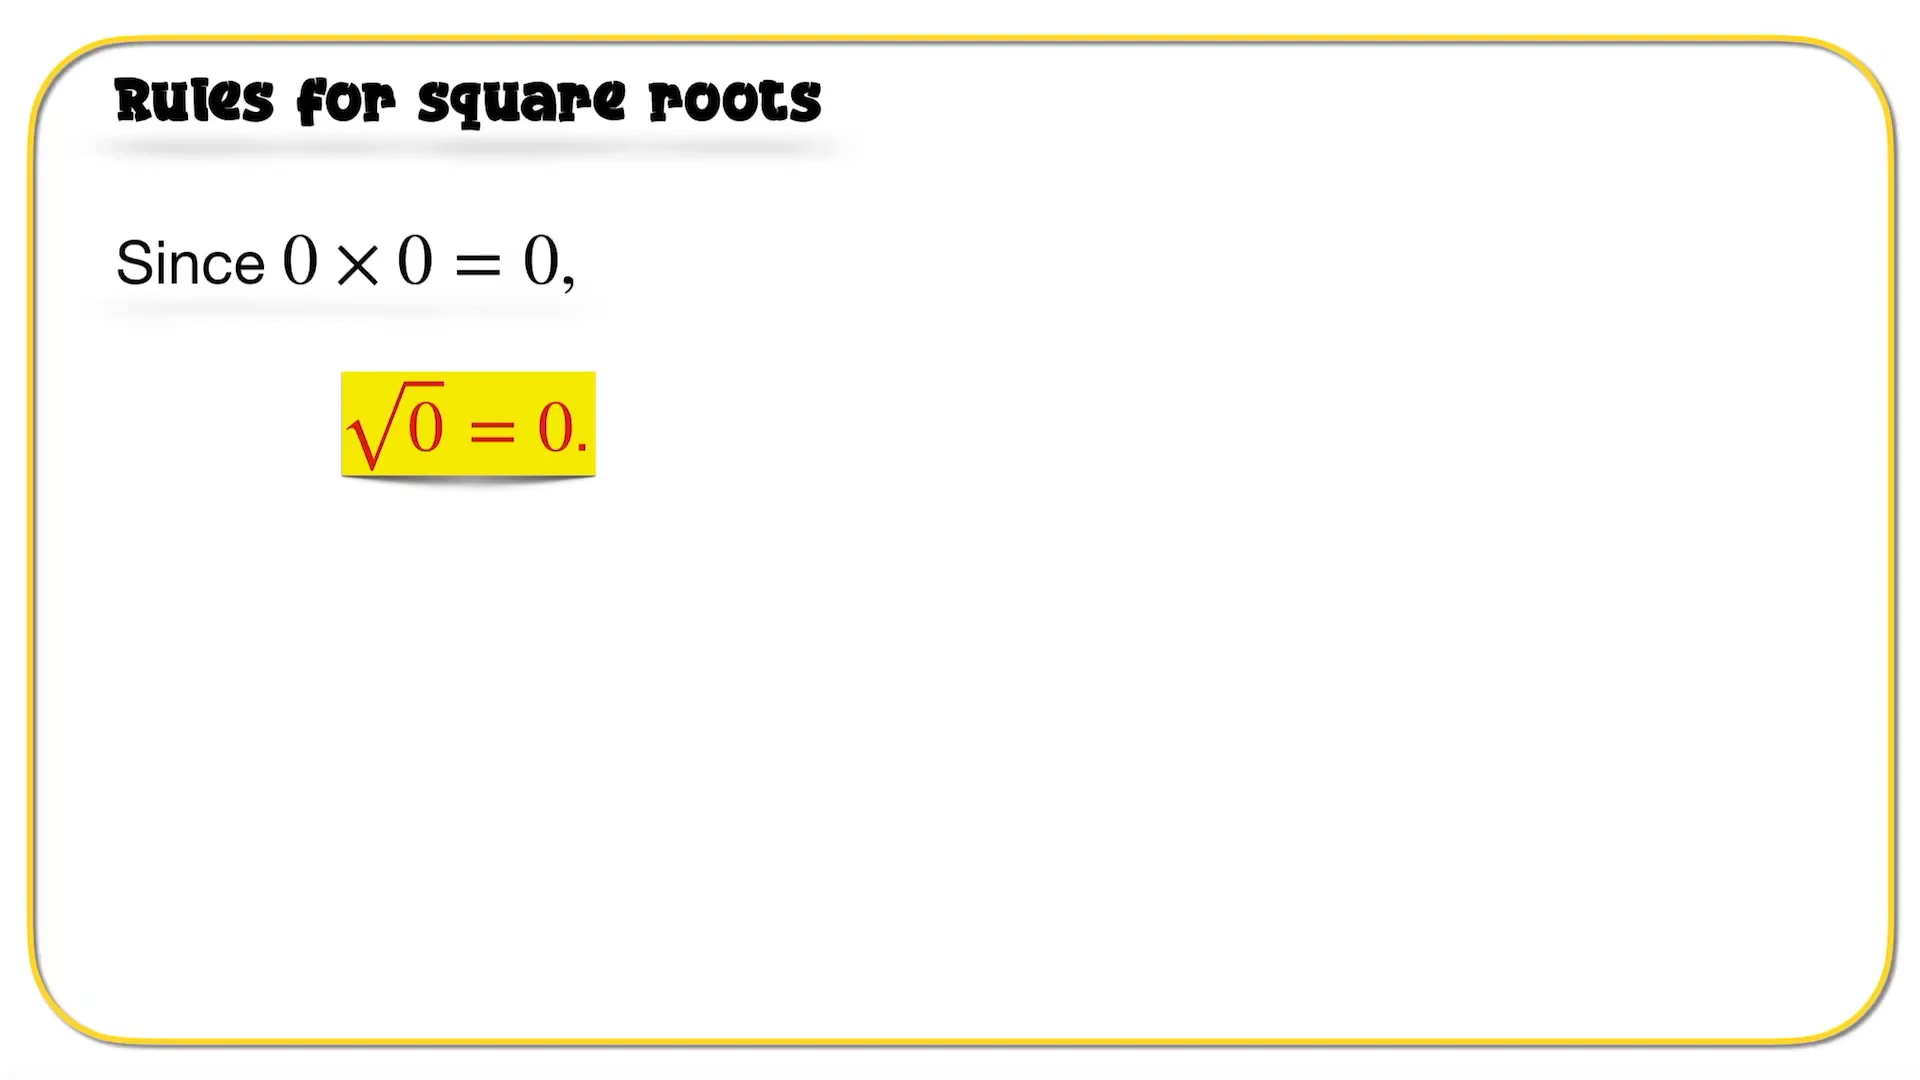 Rules for square roots
Since 0 × 0 = 0,
√0 = 0.